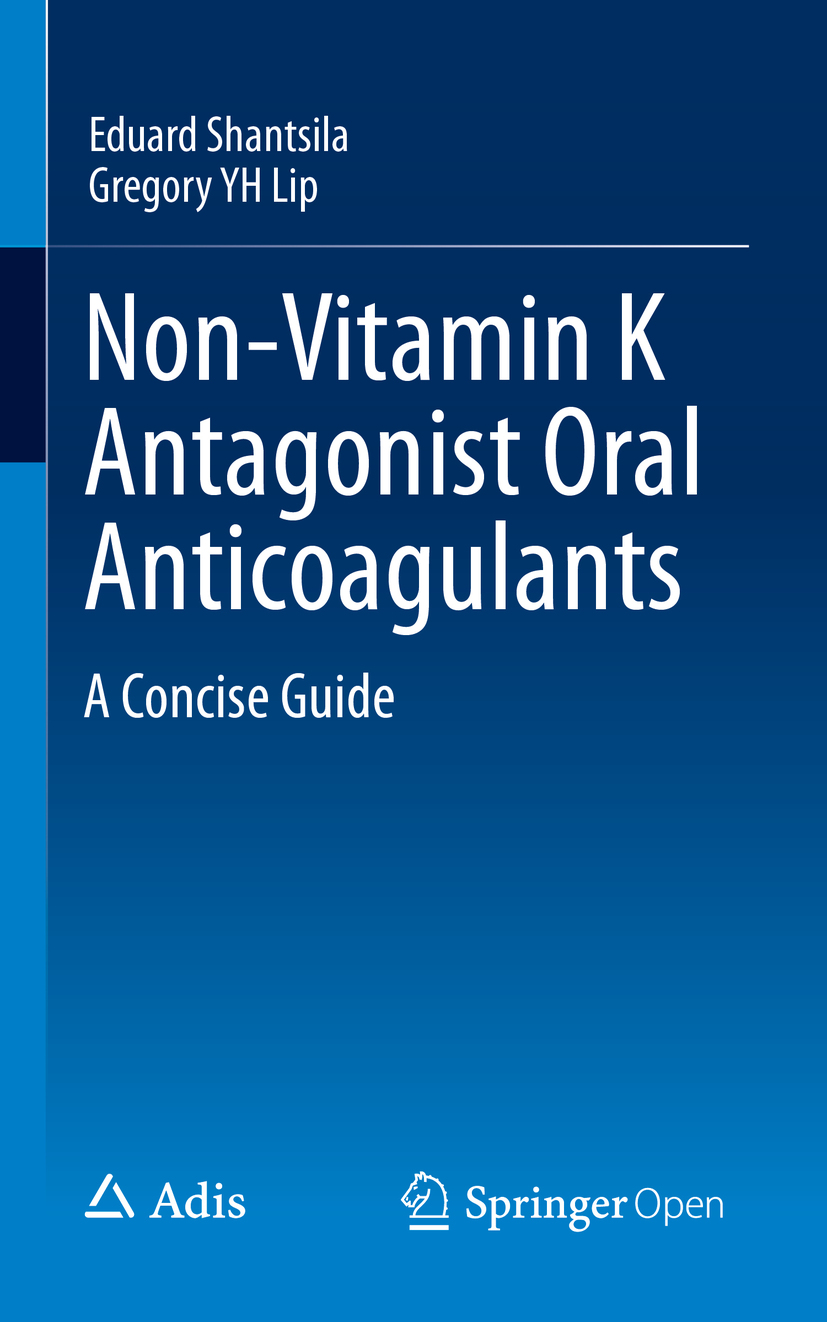 Eduard Shantsila
Gregory YH Lip
Non-Vitamin K
Antagonist Oral
Anticoagulants
A Concise Guide
Adis
Springer Open